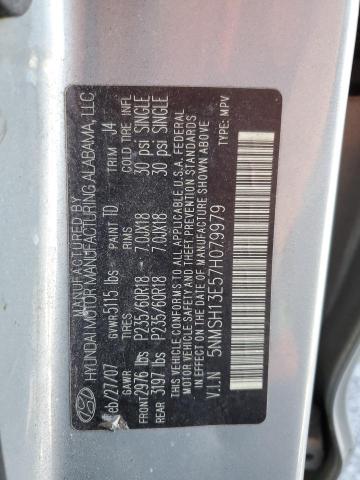 MANUFACTURED BY
HYUNDAI MOTOR MANUFACTURING ALABAMA, LLC
eb/27/07 GVWR 5115 lbs PAINT TD TRIM J4
GAWR TIRES COLD TIRE INFL
FRONT 2976 lbs P235/60R18 7.0JX18 30 psi SINGLE
REAR 3197 lbs P235/60R18 7.0JX18 30 psi SINGLE
THIS VEHICLE CONFORMS TO ALL APPLICABLE U.S.A. FEDERAL
MOTOR VEHICLE SAFETY AND THEFT PREVENTION STANDARDS
IN EFFECT ON THE DATE OF MANUFACTURE SHOWN ABOVE
V.I.N 5NMSH13E57H079979 TYPE: MPV